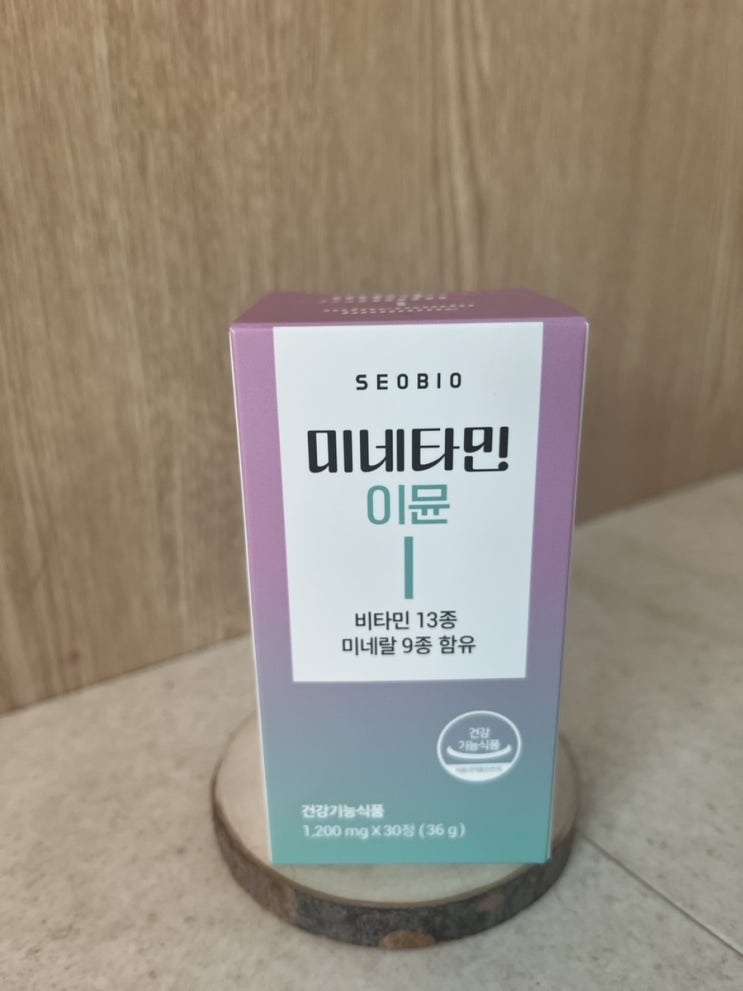 SEOBIO
미네타민
이뮨
비타민 13종
미네랄 9종 함유
건강
기능식품
건강기능식품
1,200 mg X 30정 ( 36 g )